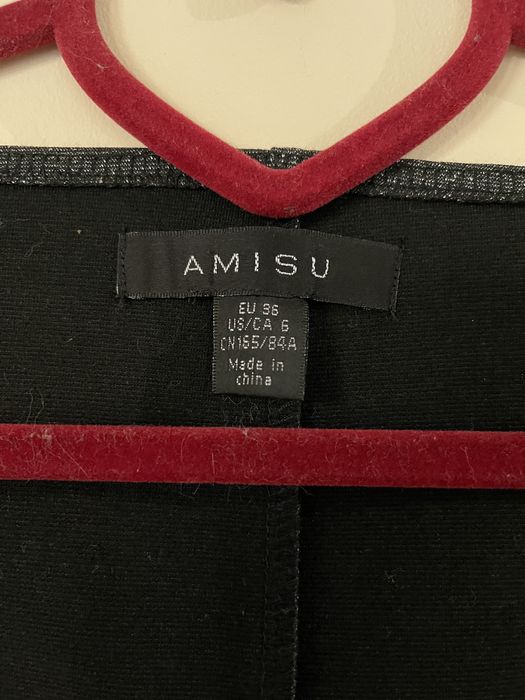 AMISU
EU 36
US/CA 6
CN165/84A
Made in
china